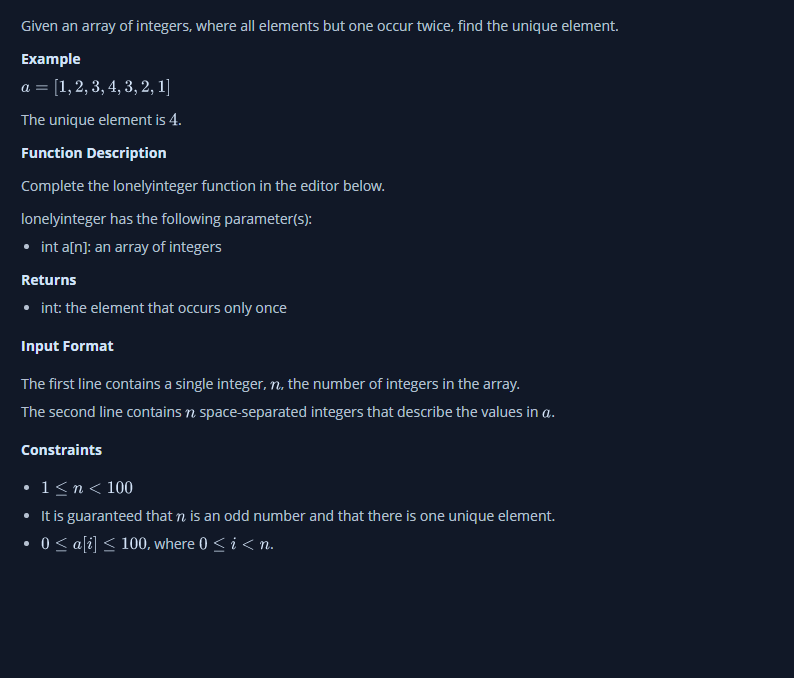 Given an array of integers, where all elements but one occur twice, find the unique element.
Example
a = [1, 2, 3, 4, 3, 2, 1]
The unique element is 4.
Function Description
Complete the lonelyinteger function in the editor below.
lonelyinteger has the following parameter(s):
• int a[n]: an array of integers
Returns
• int: the element that occurs only once
Input Format
The first line contains a single integer, n, the number of integers in the array.
The second line contains n space-separated integers that describe the values in a.
Constraints
• 1 ≤ n < 100
• It is guaranteed that n is an odd number and that there is one unique element.
• 0 ≤ a[i] ≤ 100, where 0 ≤ i < n.